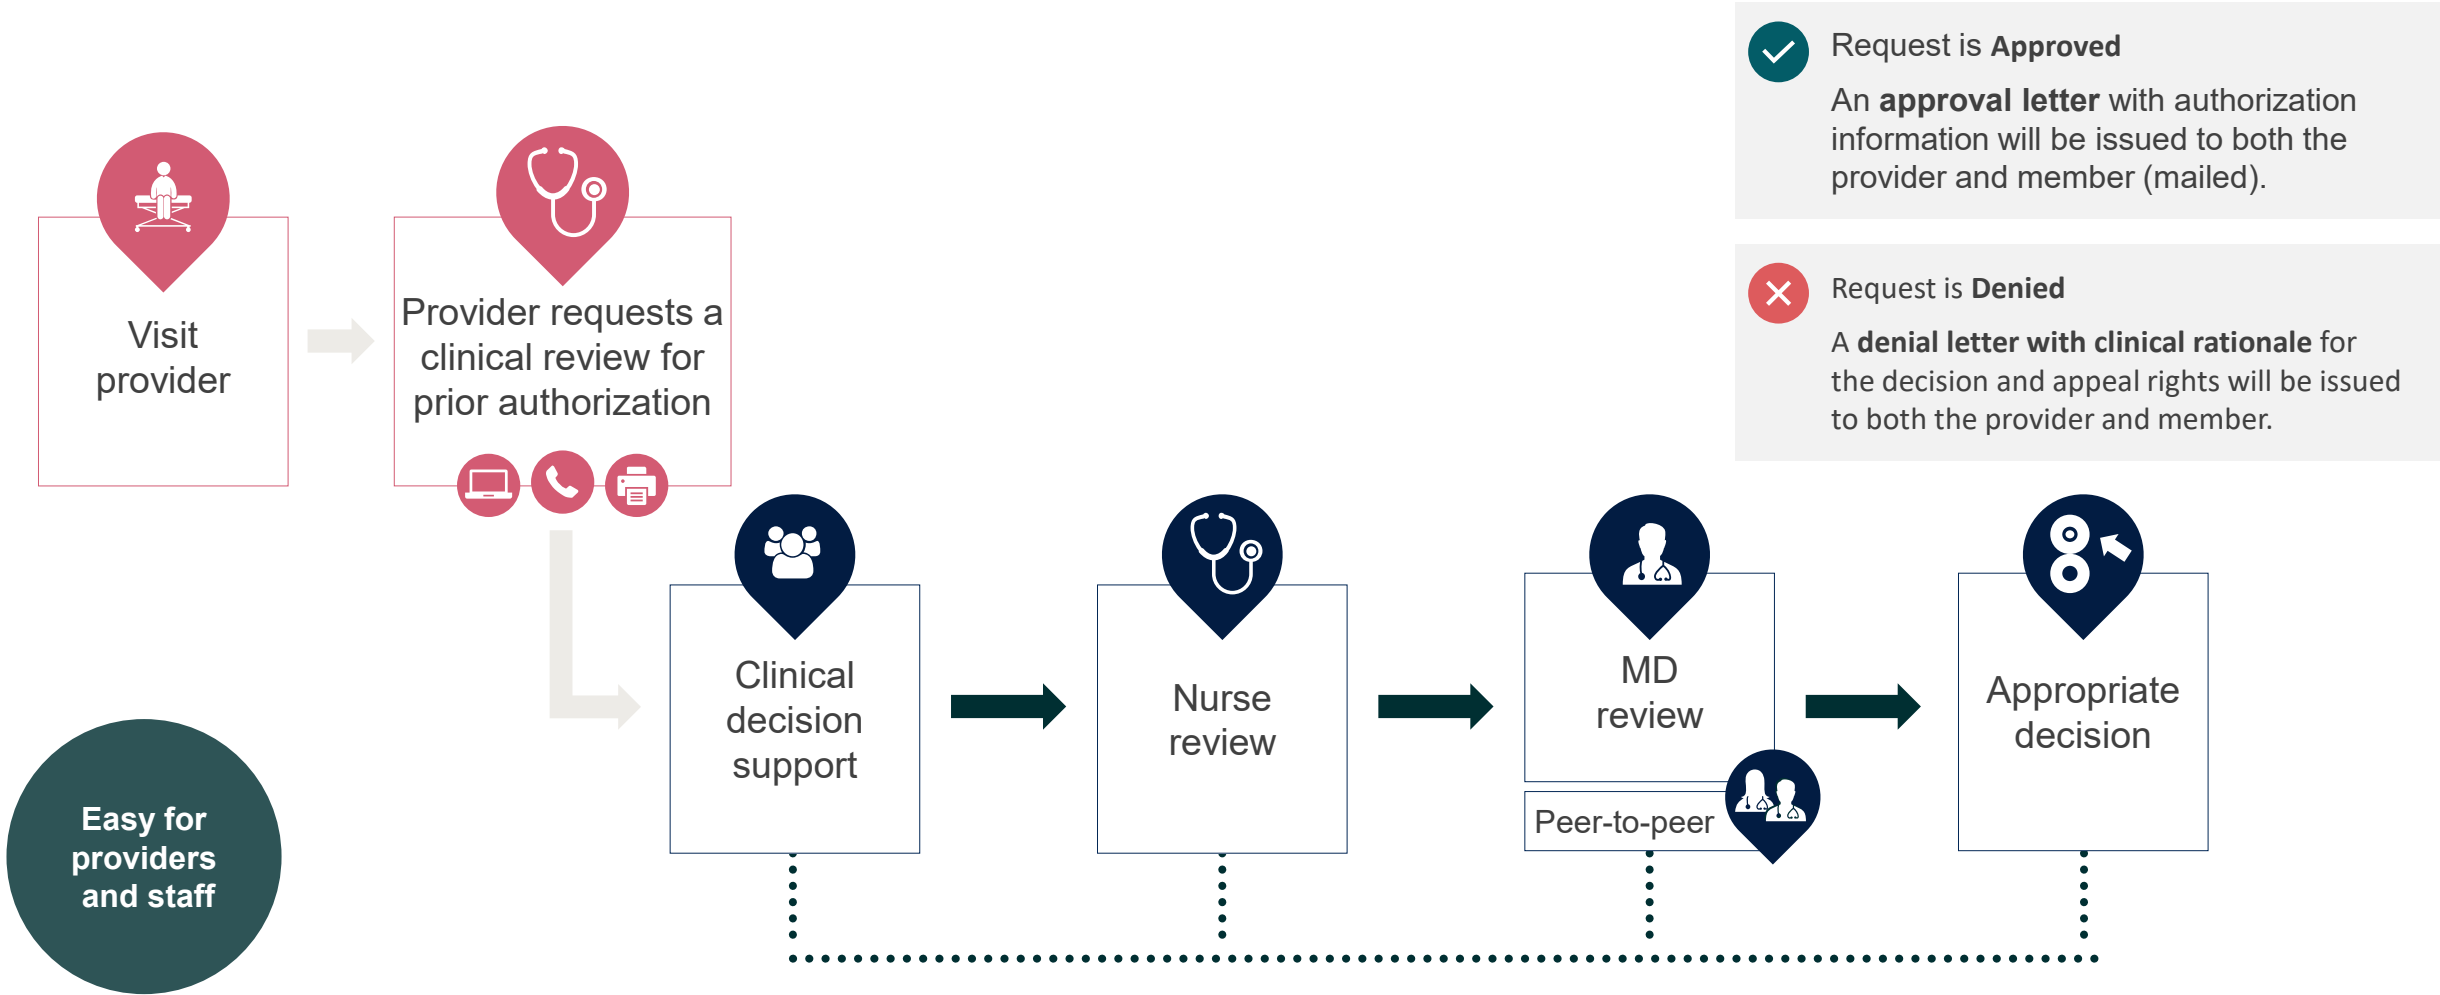 Request is Approved
An approval letter with authorization
information will be issued to both the
provider and member (mailed).
Request is Denied
A denial letter with clinical rationale for
the decision and appeal rights will be issued
to both the provider and member.
Visit
provider
Provider requests a
clinical review for
prior authorization
Clinical
decision
support
Nurse
review
MD
review
Peer-to-peer
Appropriate
decision
Easy for
providers
and staff